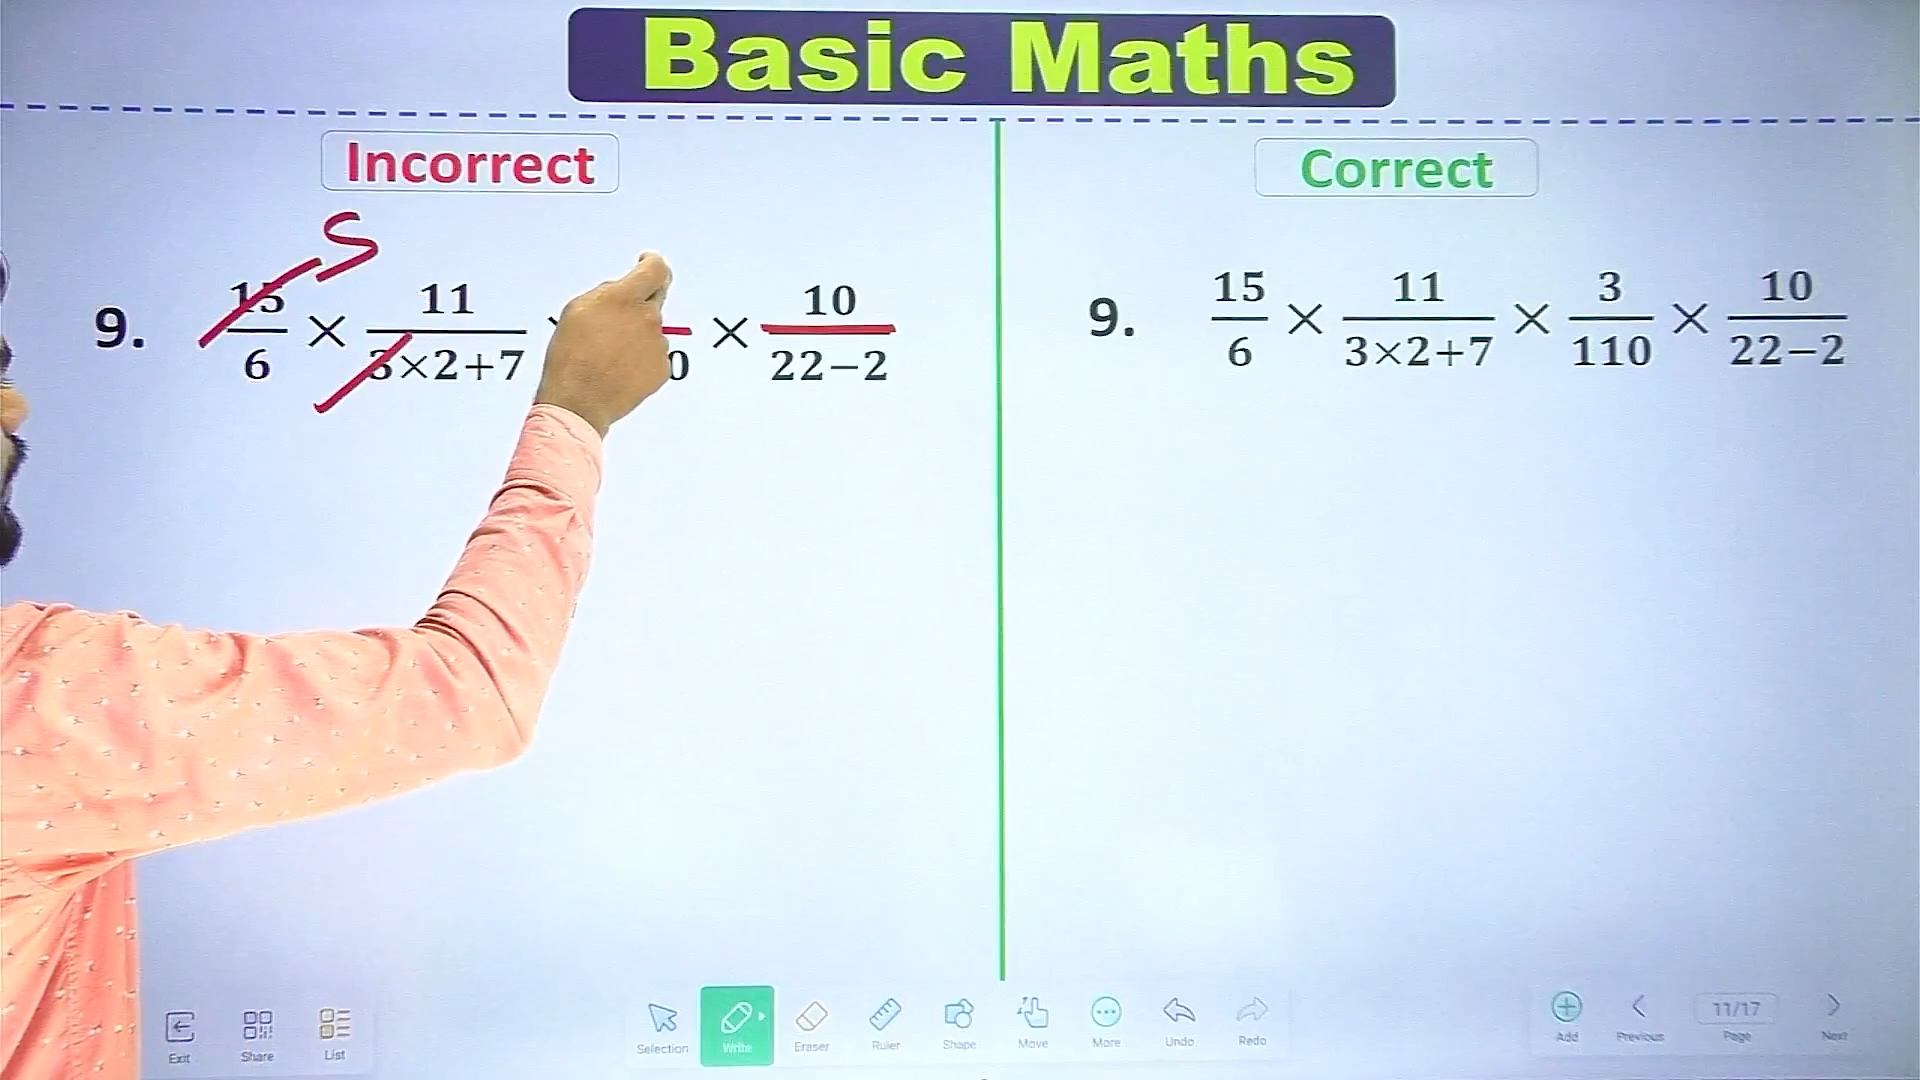 Basic Maths
Incorrect
Correct
5
9. 15/6 × 11/3×2+7 0 × 10/22−2
9. 15/6 × 11/3×2+7 × 3/110 × 10/22−2
Exit Share List Selection Write Eraser Ruler Shape Move More Undo Redo Add Previous 11/17 Page Next